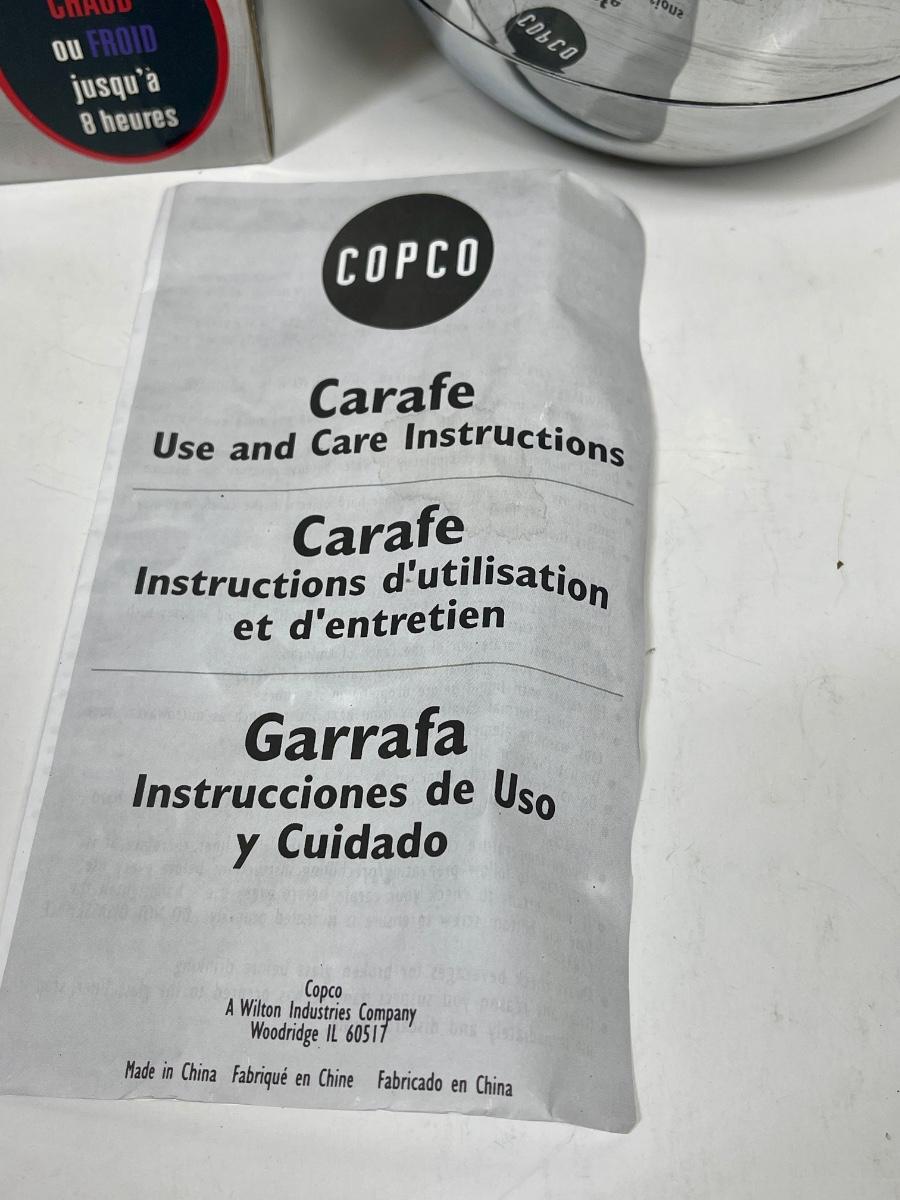 CHAUD
ou FROID
jusqu'à
8 heures
COPCO
COPCO
Carafe
Use and Care Instructions
Carafe
Instructions d'utilisation
et d'entretien
Garrafa
Instrucciones de Uso
y Cuidado
Copco
A Wilton Industries Company
Woodridge IL 60517
Made in China Fabriqué en Chine Fabricado en China